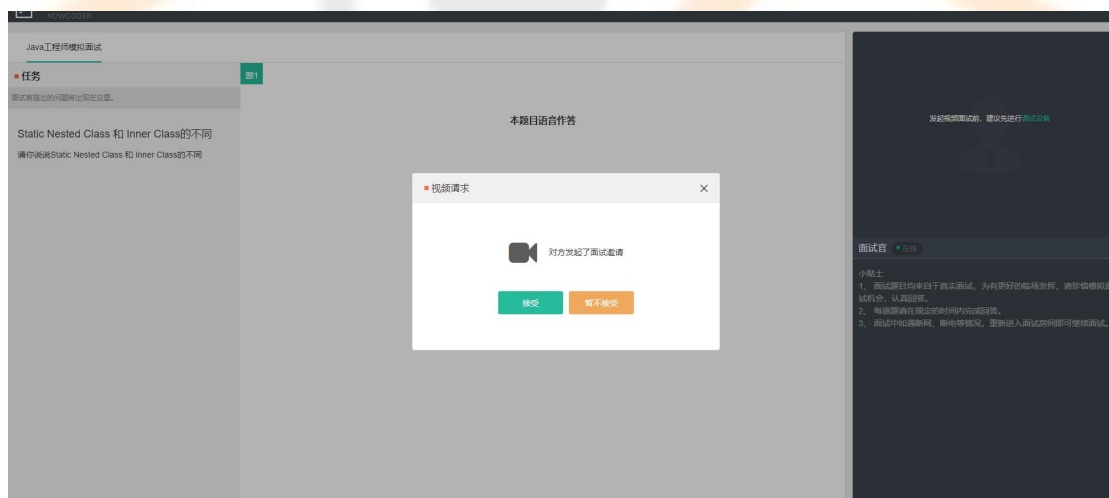 NOWCODER
Java工程师模拟面试
任务
面试官提出的问题将出现在这里。
Static Nested Class 和 Inner Class的不同
请你说说Static Nested Class 和 Inner Class的不同
题1
本题目语音作答
视频请求
对方发起了面试邀请
接受
暂不接受
发起视频面试前，建议先进行调试设备
面试官
在线
小贴士
1、 面试题目均来自于真实面试，为有更好的临场发挥，请珍惜模拟面
试机会，认真回答。
2、 每道题请在规定的时间内完成回答。
3、 面试中如遇断网、断电等情况，重新进入面试房间即可继续面试。